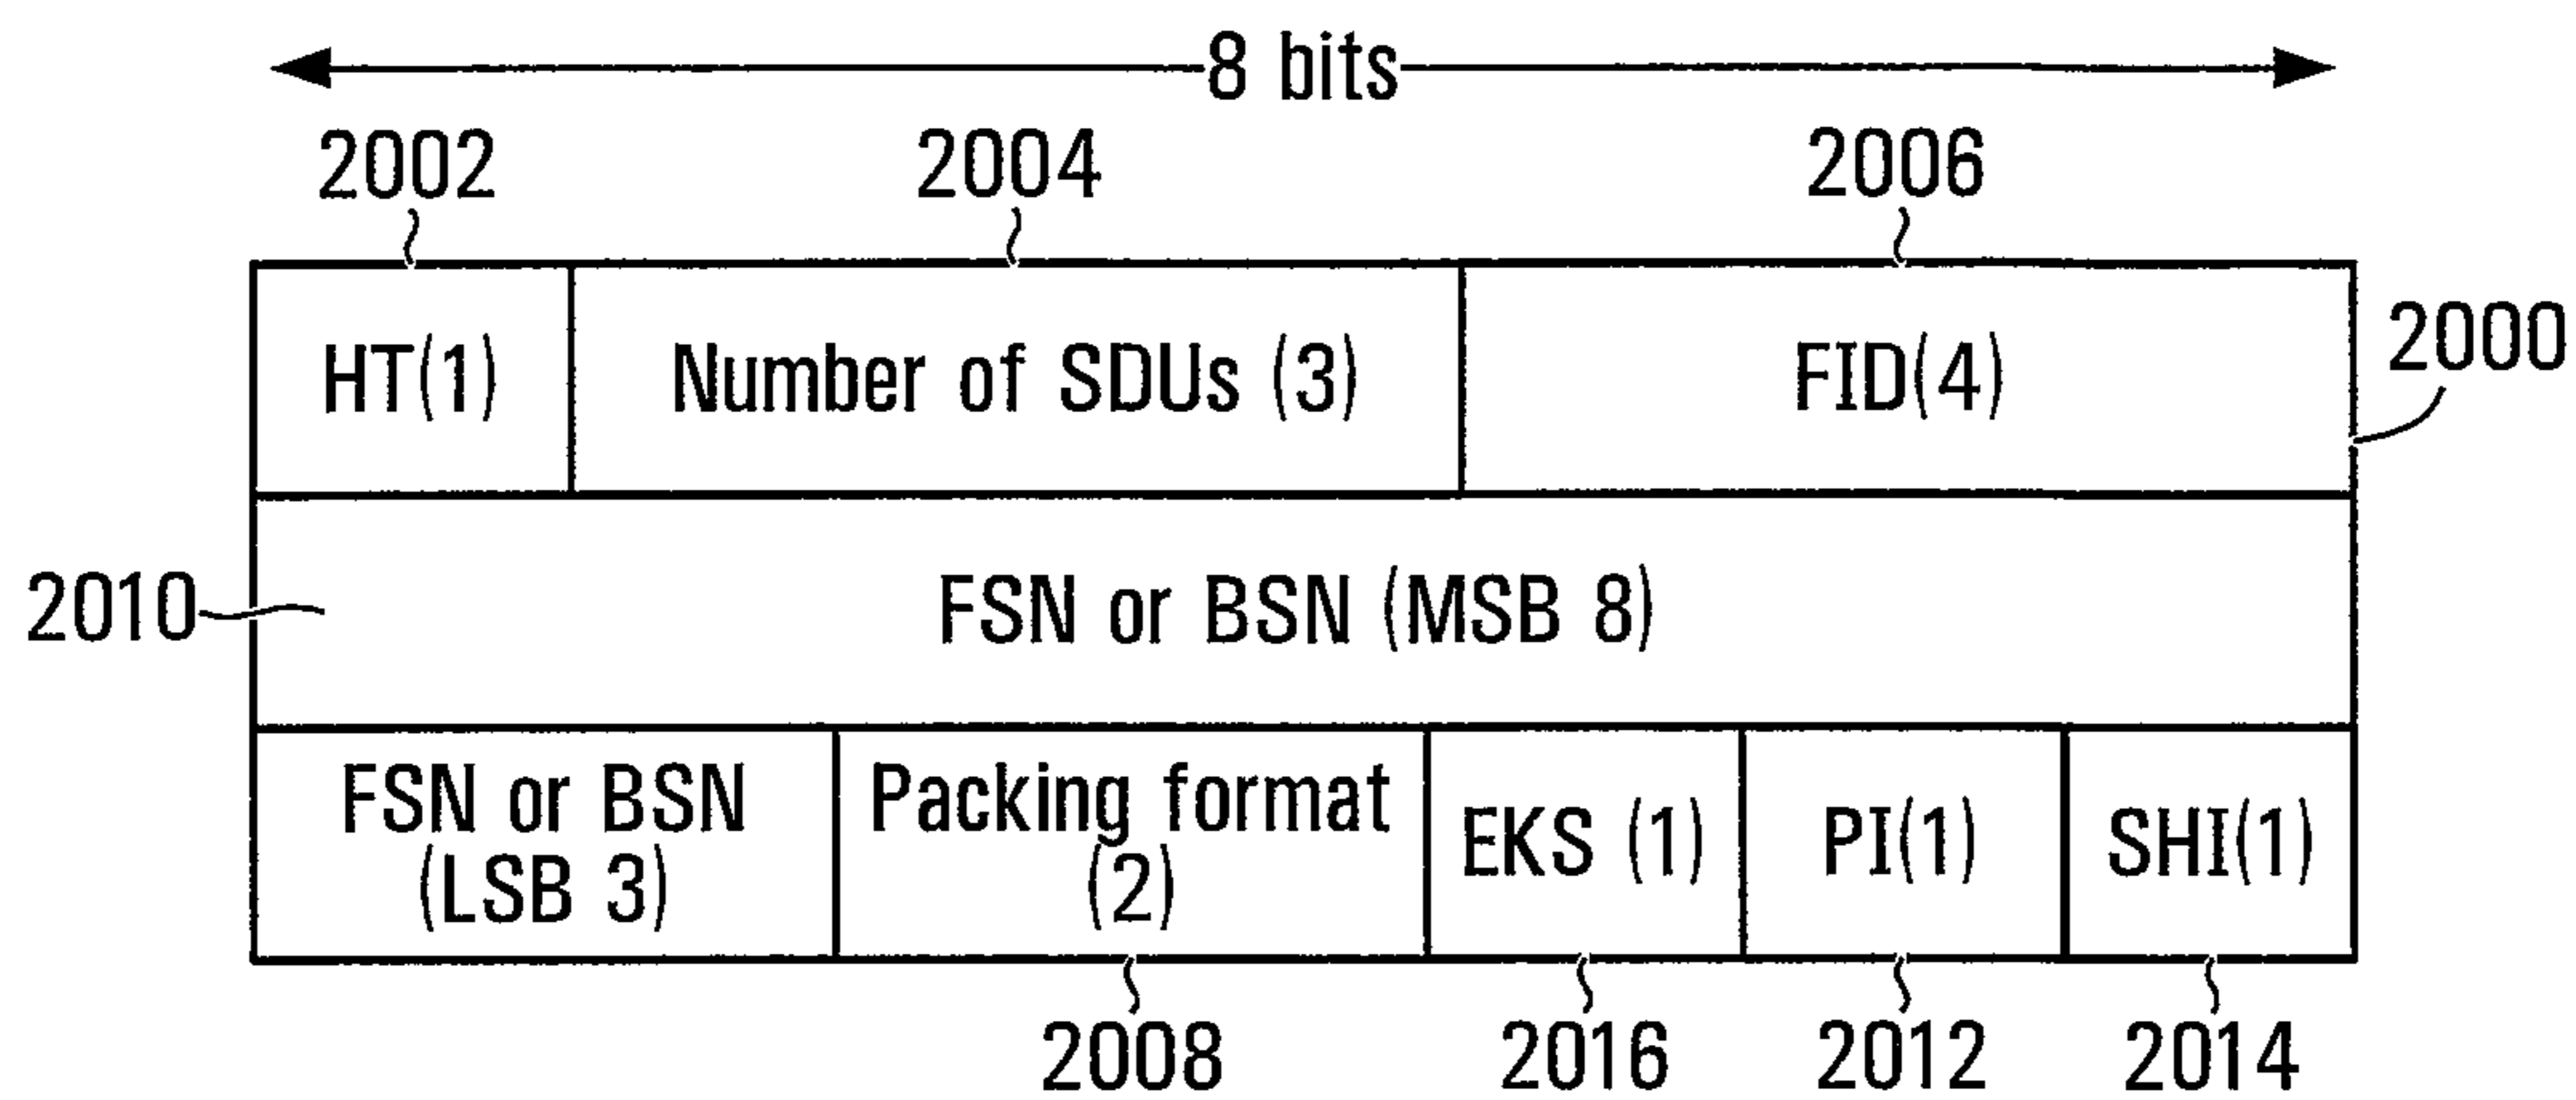 8 bits
2002 2004 2006
HT(1) Number of SDUs (3) FID(4)
2000
2010
FSN or BSN (MSB 8)
FSN or BSN
(LSB 3)
Packing format
(2)
EKS (1) PI(1) SHI(1)
2008 2016 2012 2014